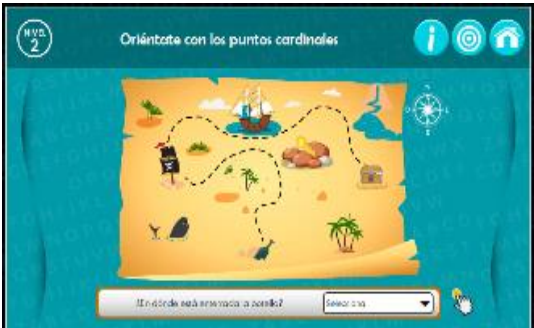 NIVEL
2
Oriéntate con los puntos cardinales
i
¿En dónde está enterrada la botella?
Selecciona